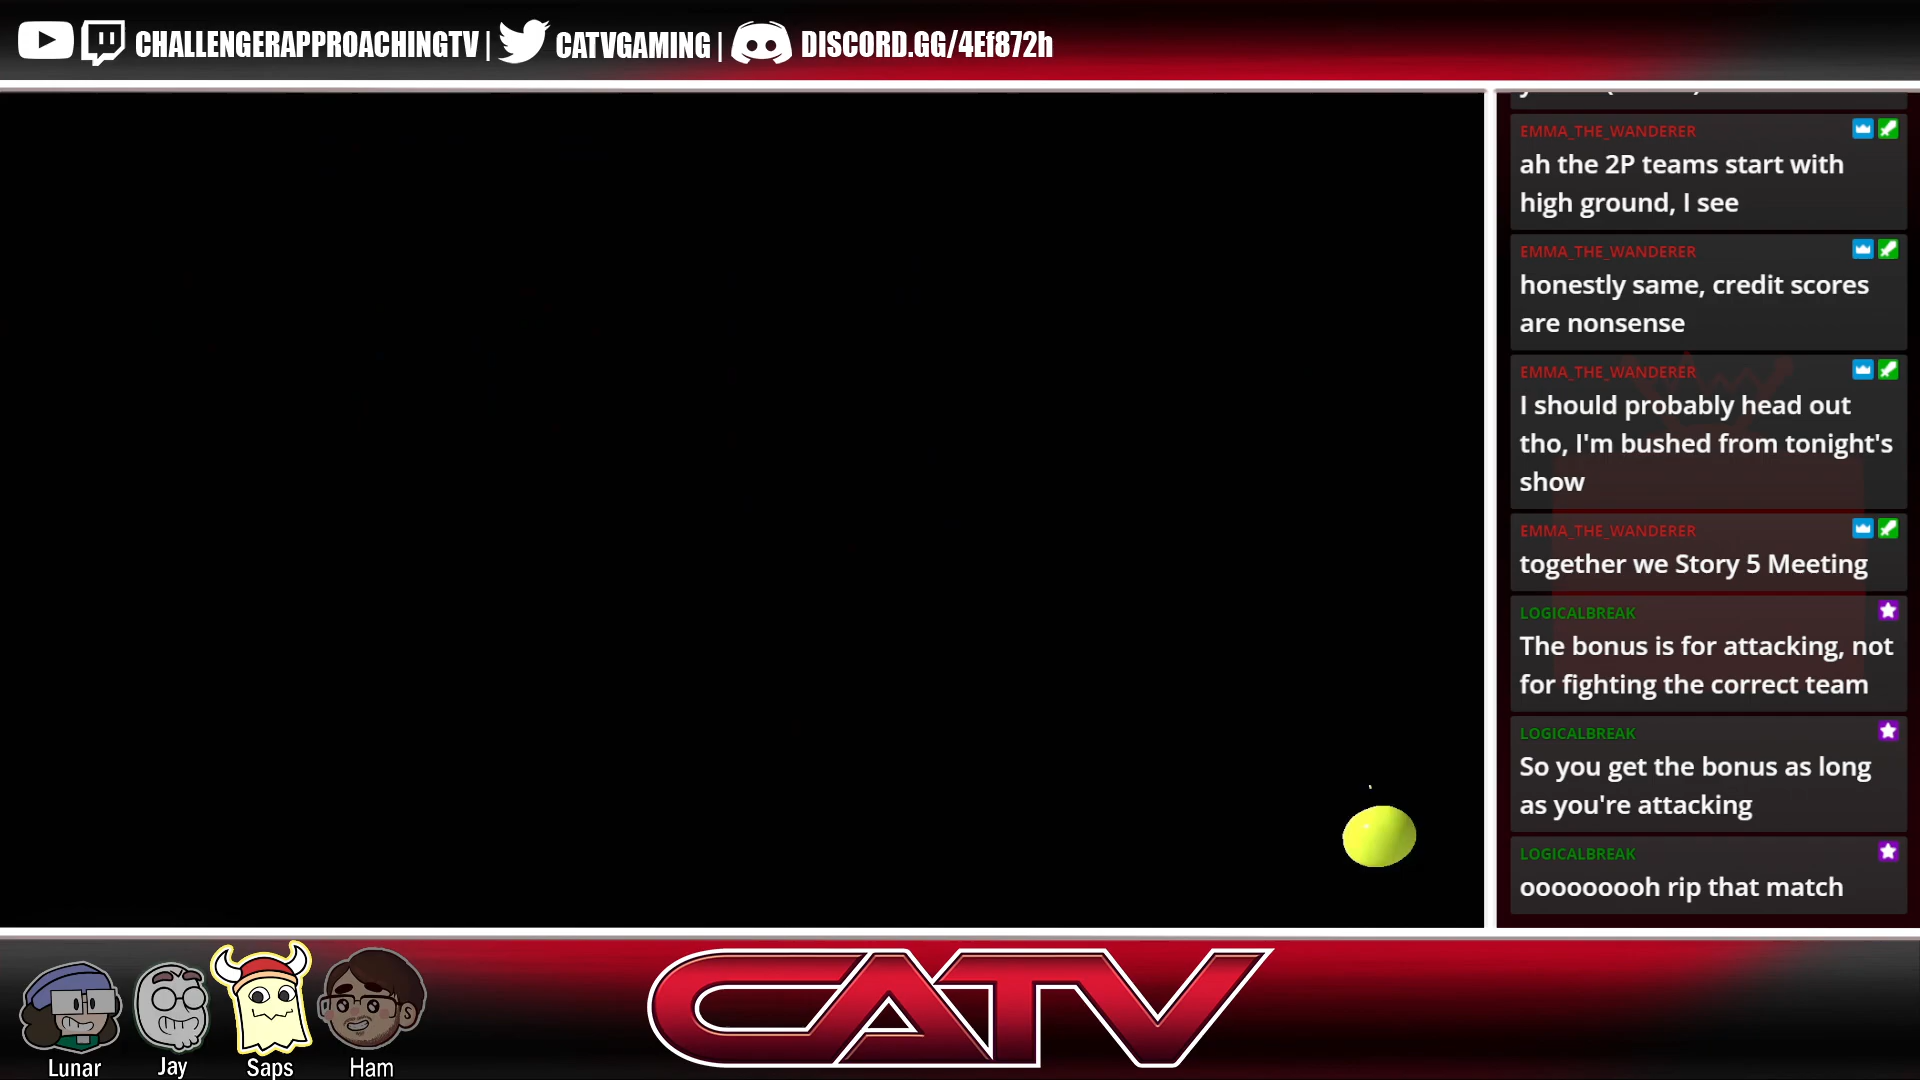 CHALLENGERAPPROACHINGTV | CATVGAMING | DISCORD.GG/4Ef872h
EMMA_THE_WANDERER
ah the 2P teams start with
high ground, I see
EMMA_THE_WANDERER
honestly same, credit scores
are nonsense
EMMA_THE_WANDERER
I should probably head out
tho, I'm bushed from tonight's
show
EMMA_THE_WANDERER
together we Story 5 Meeting
LOGICALBREAK
The bonus is for attacking, not
for fighting the correct team
LOGICALBREAK
So you get the bonus as long
as you're attacking
LOGICALBREAK
ooooooooh rip that match
CATV
Lunar
Jay
Saps
Ham